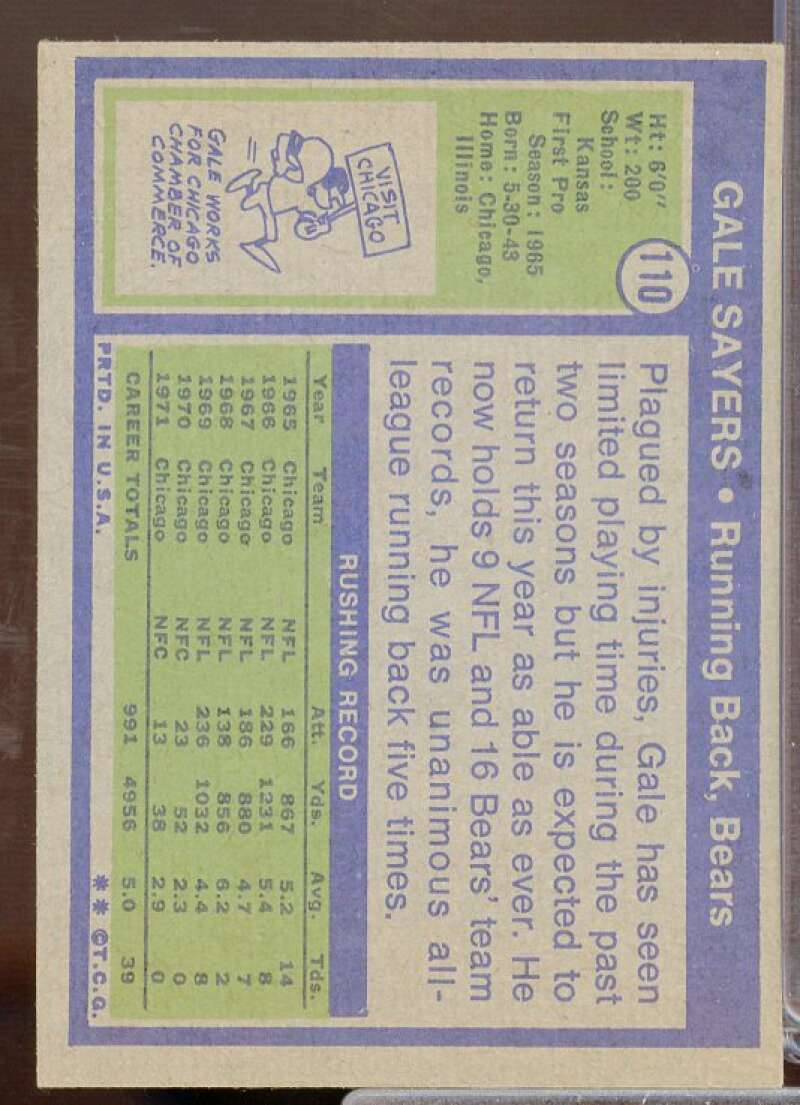 GALE SAYERS • Running Back, Bears
110
Ht: 6'0"
Wt: 200
School:
Kansas
First Pro
Season: 1965
Born: 5-30-43
Home: Chicago,
Illinois
VISIT
CHICAGO
GALE WORKS
FOR CHICAGO
CHAMBER OF
COMMERCE.
Plagued by injuries, Gale has seen
limited playing time during the past
two seasons but he is expected to
return this year as able as ever. He
now holds 9 NFL and 16 Bears' team
records, he was unanimous all-
league running back five times.
RUSHING RECORD
Year Team Att. Yds. Avg. Tds.
1965 Chicago NFL 166 867 5.2 14
1966 Chicago NFL 229 1231 5.4 8
1967 Chicago NFL 186 880 4.7 7
1968 Chicago NFL 138 856 6.2 2
1969 Chicago NFL 236 1032 4.4 8
1970 Chicago NFC 23 52 2.3 0
1971 Chicago NFC 13 38 2.9 0
CAREER TOTALS 991 4956 5.0 39
PRTD. IN U.S.A. ** ©T.C.G.